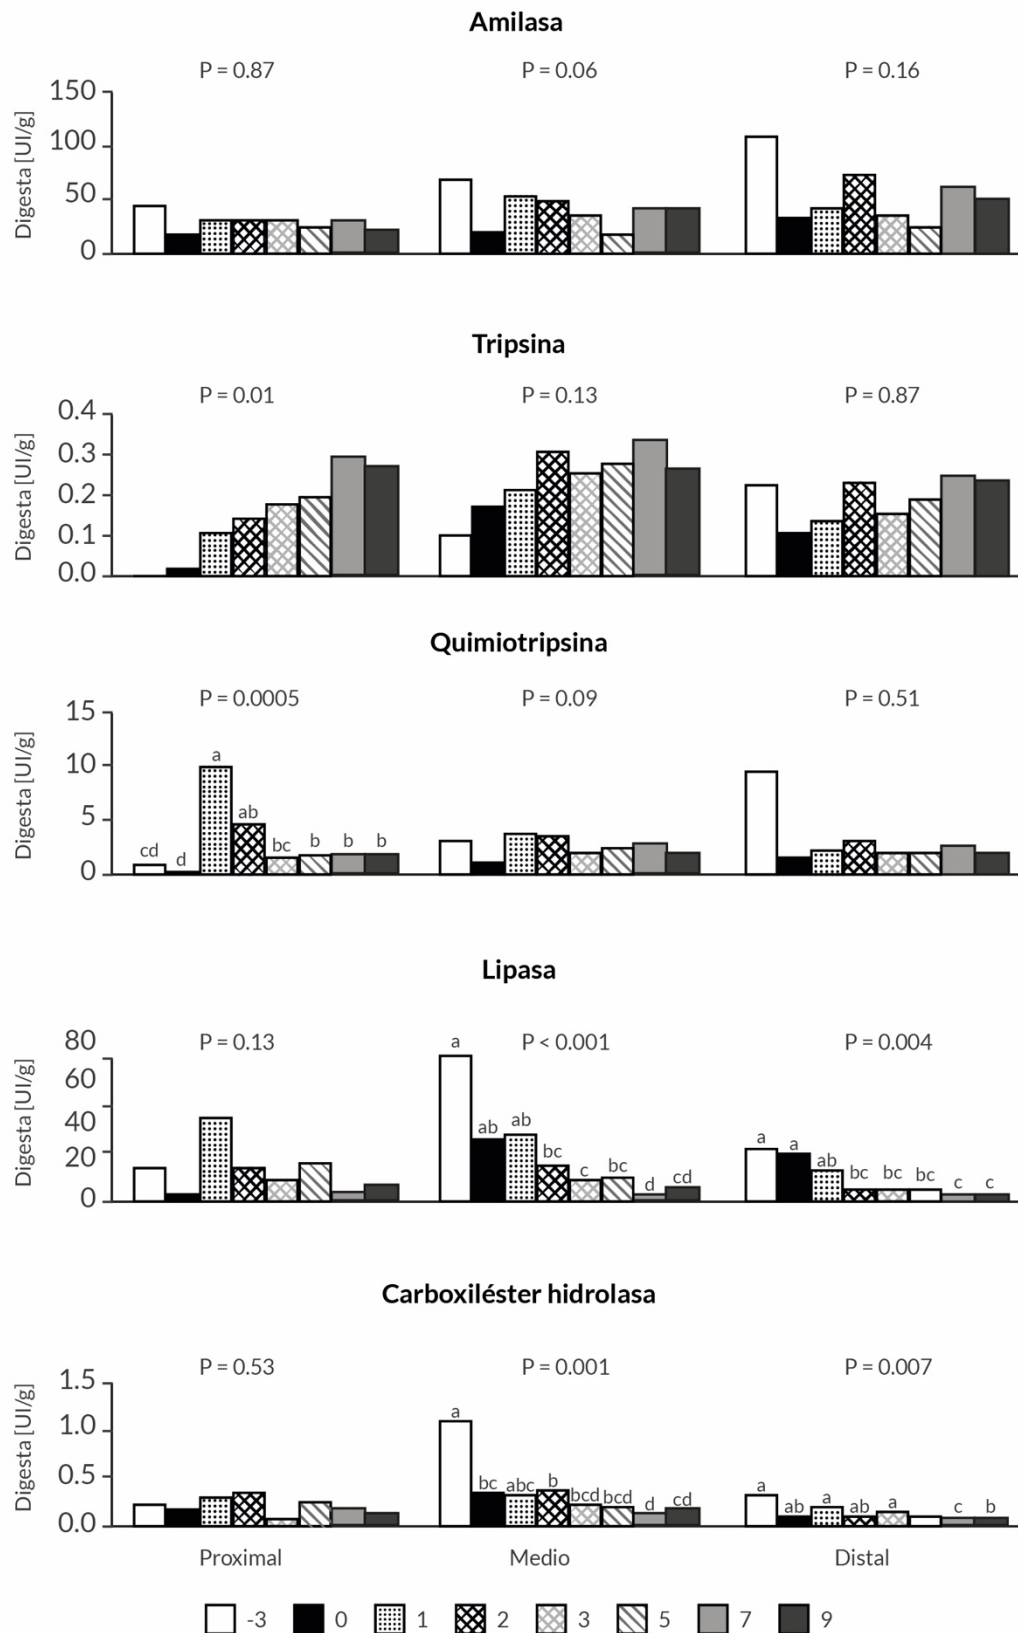 Amilasa
P = 0.87 P = 0.06 P = 0.16
Digesta [UI/g]
150
100
50
0
Tripsina
P = 0.01 P = 0.13 P = 0.87
Digesta [UI/g]
0.4
0.3
0.2
0.1
0.0
Quimiotripsina
P = 0.0005 P = 0.09 P = 0.51
Digesta [UI/g]
15
10
5
0
cd d a ab bc b b b
Lipasa
P = 0.13 P < 0.001 P = 0.004
Digesta [UI/g]
80
60
40
20
0
a ab ab bc c bc d cd
a a ab bc bc bc c c
Carboxiléster hidrolasa
P = 0.53 P = 0.001 P = 0.007
Digesta [UI/g]
1.5
1.0
0.5
0.0
a bc abc b bcd bcd d cd
a ab a ab a c b
Proximal Medio Distal
-3 0 1 2 3 5 7 9